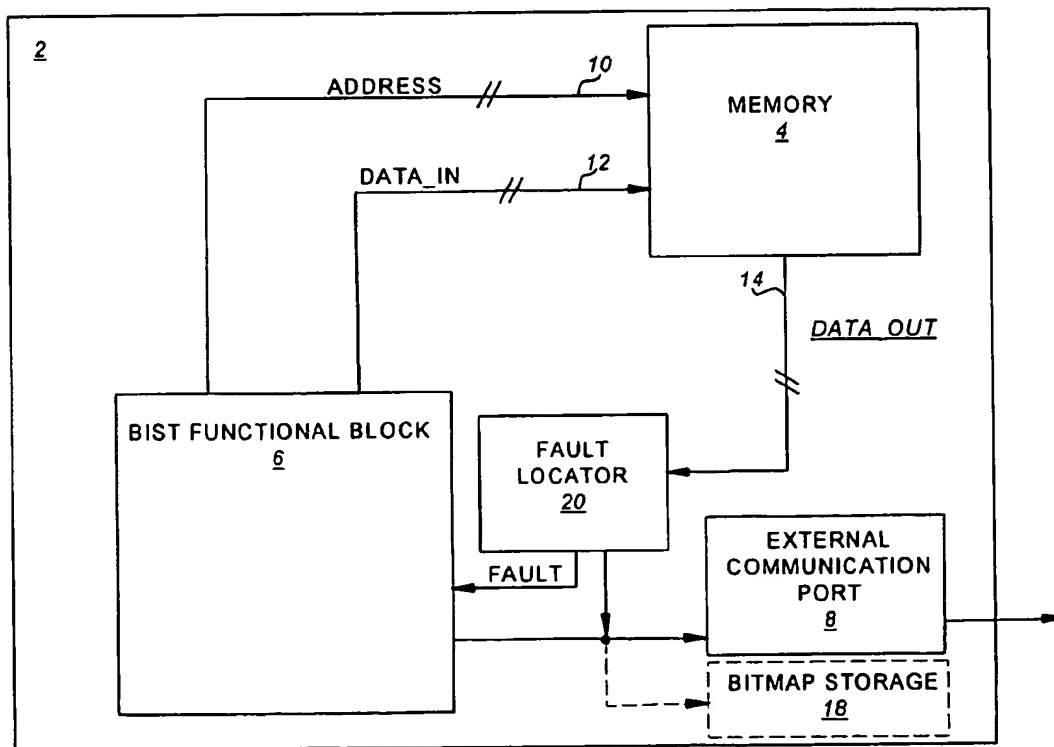 2
ADDRESS
10
MEMORY
4
DATA_IN
12
14
DATA_OUT
BIST FUNCTIONAL BLOCK
6
FAULT
LOCATOR
20
EXTERNAL
COMMUNICATION
PORT
8
FAULT
BITMAP STORAGE
18